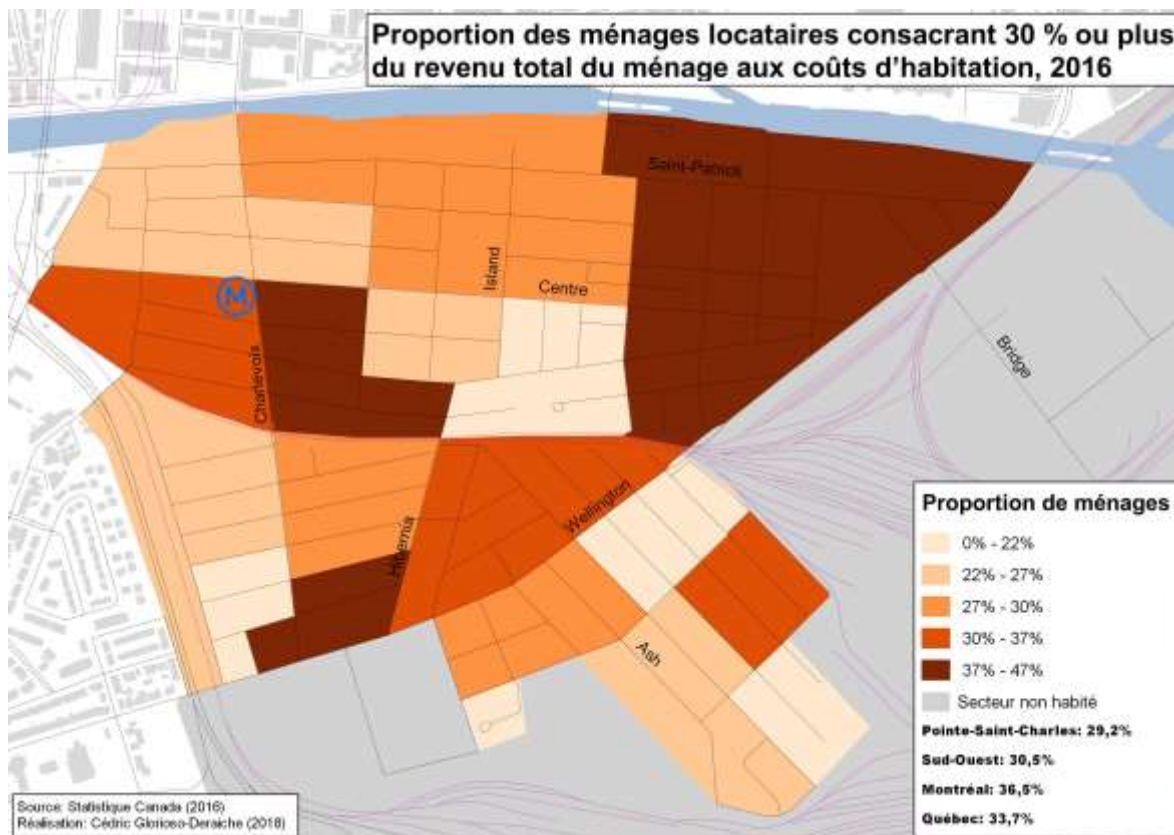 Proportion des ménages locataires consacrant 30 % ou plus
du revenu total du ménage aux coûts d'habitation, 2016
Saint-Patrick
Island
Centre
M
Charlevoix
Bridge
Wellington
Hibernia
Ash
Proportion de ménages
0% - 22%
22% - 27%
27% - 30%
30% - 37%
37% - 47%
Secteur non habité
Pointe-Saint-Charles: 29,2%
Sud-Ouest: 30,5%
Montréal: 36,5%
Québec: 33,7%
Source: Statistique Canada (2016)
Réalisation: Cédric Glorioso-Deraiche (2018)